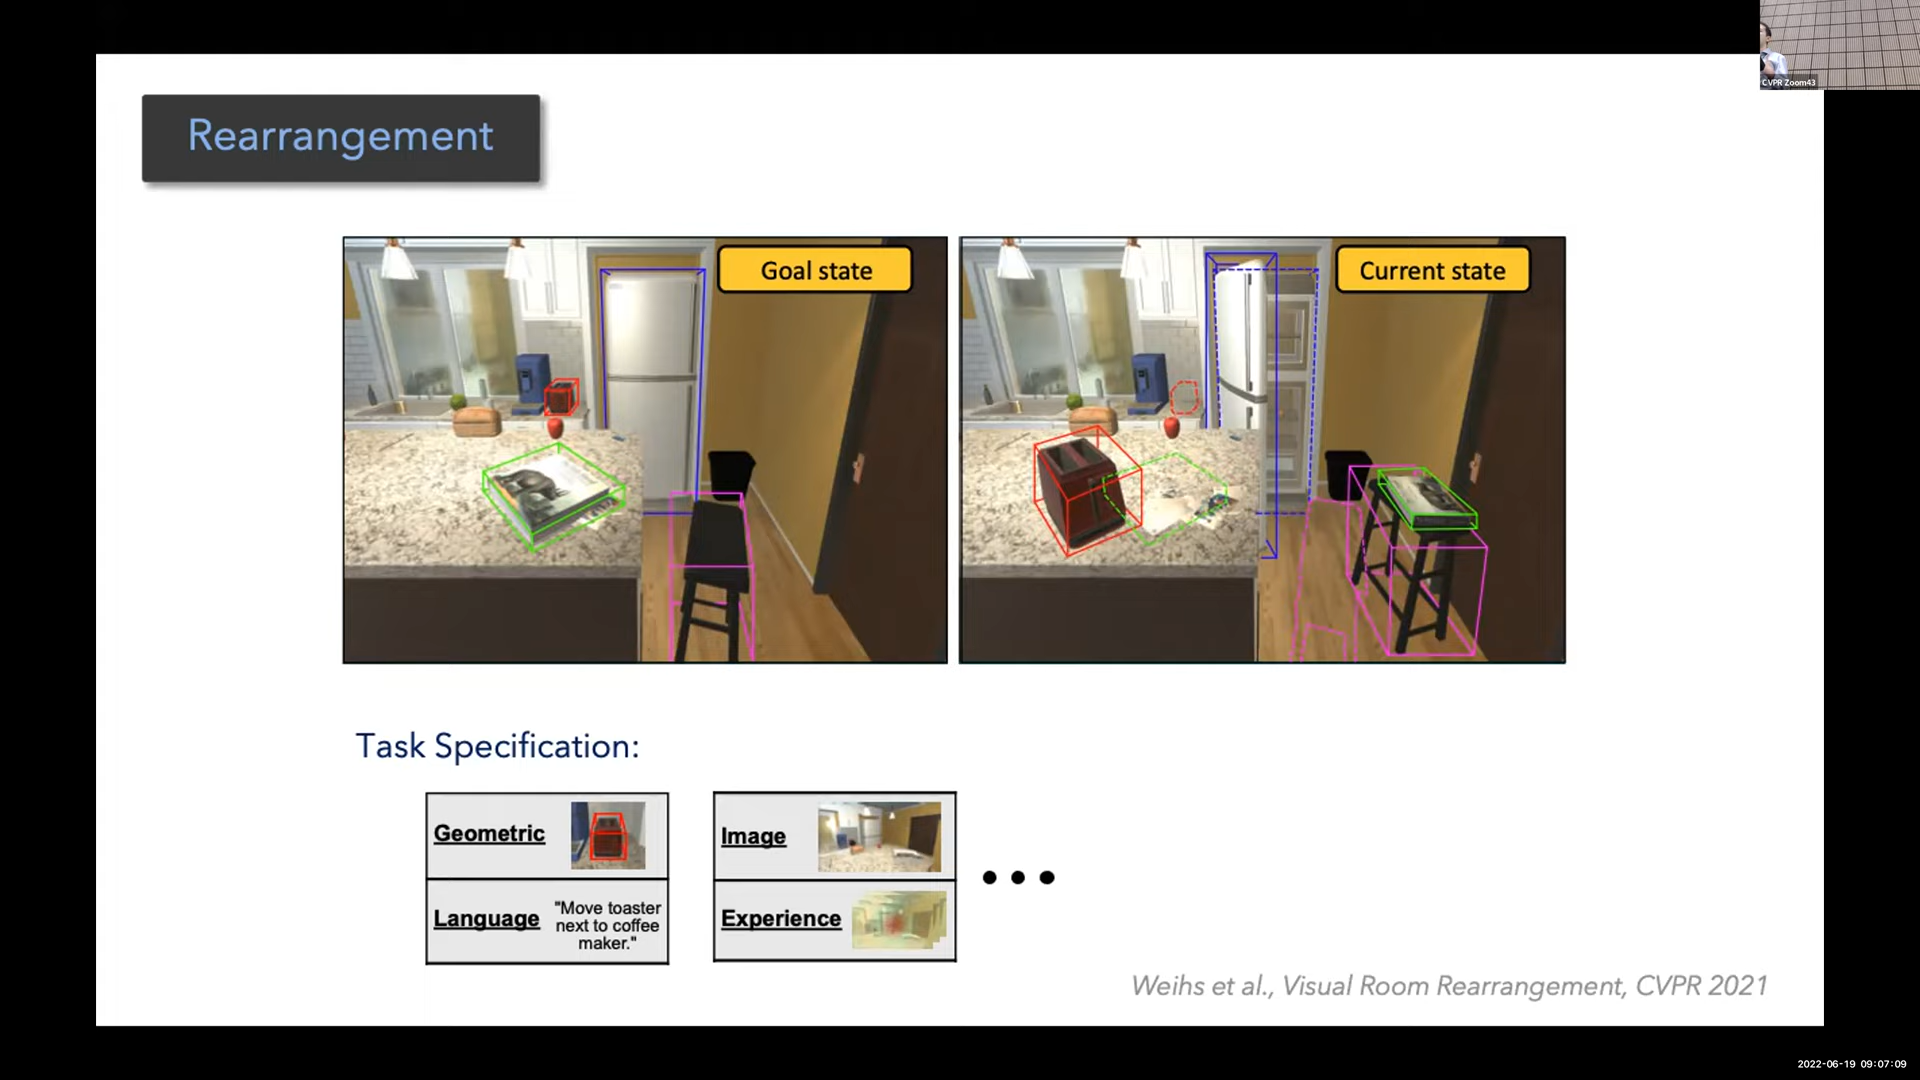 CVPR Zoom43
Rearrangement
Goal state
Current state
Task Specification:
Geometric
Language
"Move toaster
next to coffee
maker."
Image
Experience
Weihs et al., Visual Room Rearrangement, CVPR 2021
2022-06-19 09:07:09